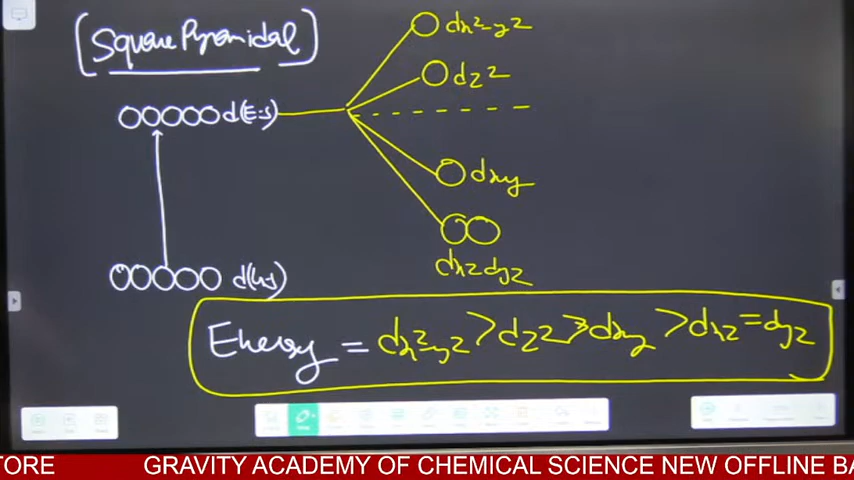 [Square Pyramidal]
dx²-y²
dz²
d(E=s)
dxy
dxz dyz
Energy = dx²-y² > dz² > dxy > dxz = dyz
TORE GRAVITY ACADEMY OF CHEMICAL SCIENCE NEW OFFLINE BA